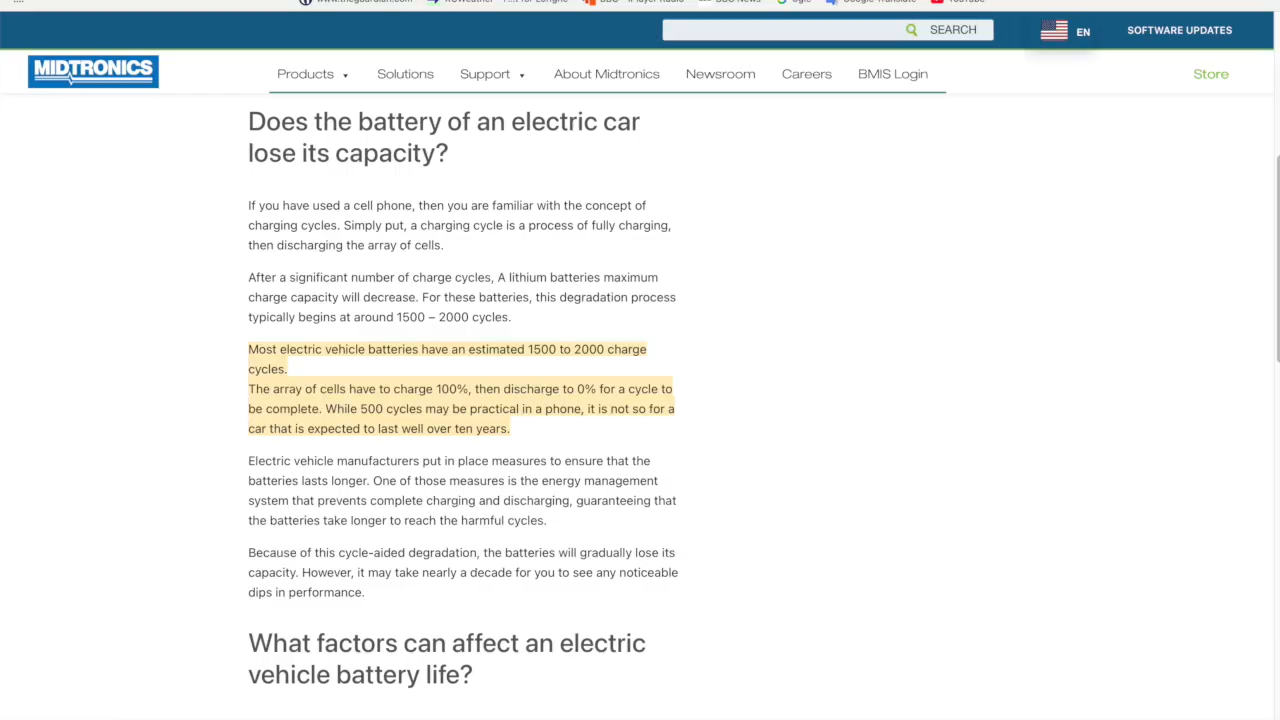 SEARCH
EN
SOFTWARE UPDATES
MIDTRONICS
Products
Solutions
Support
About Midtronics
Newsroom
Careers
BMIS Login
Store
Does the battery of an electric car
lose its capacity?
If you have used a cell phone, then you are familiar with the concept of
charging cycles. Simply put, a charging cycle is a process of fully charging,
then discharging the array of cells.
After a significant number of charge cycles, A lithium batteries maximum
charge capacity will decrease. For these batteries, this degradation process
typically begins at around 1500 – 2000 cycles.
Most electric vehicle batteries have an estimated 1500 to 2000 charge
cycles.
The array of cells have to charge 100%, then discharge to 0% for a cycle to
be complete. While 500 cycles may be practical in a phone, it is not so for a
car that is expected to last well over ten years.
Electric vehicle manufacturers put in place measures to ensure that the
batteries lasts longer. One of those measures is the energy management
system that prevents complete charging and discharging, guaranteeing that
the batteries take longer to reach the harmful cycles.
Because of this cycle-aided degradation, the batteries will gradually lose its
capacity. However, it may take nearly a decade for you to see any noticeable
dips in performance.
What factors can affect an electric
vehicle battery life?